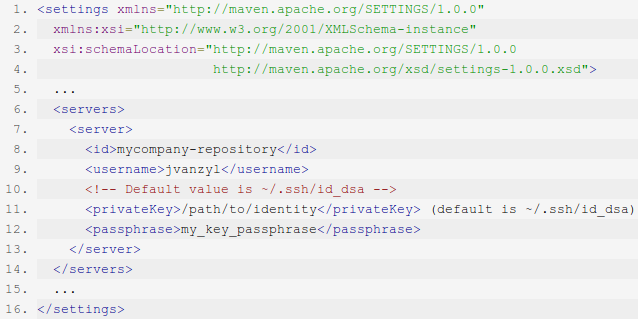 1. <settings xmlns="http://maven.apache.org/SETTINGS/1.0.0"
2.   xmlns:xsi="http://www.w3.org/2001/XMLSchema-instance"
3.   xsi:schemaLocation="http://maven.apache.org/SETTINGS/1.0.0
4.                       http://maven.apache.org/xsd/settings-1.0.0.xsd">
5.   ...
6.   <servers>
7.     <server>
8.       <id>mycompany-repository</id>
9.       <username>jvanzyl</username>
10.       <!-- Default value is ~/.ssh/id_dsa -->
11.       <privateKey>/path/to/identity</privateKey> (default is ~/.ssh/id_dsa)
12.       <passphrase>my_key_passphrase</passphrase>
13.     </server>
14.   </servers>
15.   ...
16. </settings>